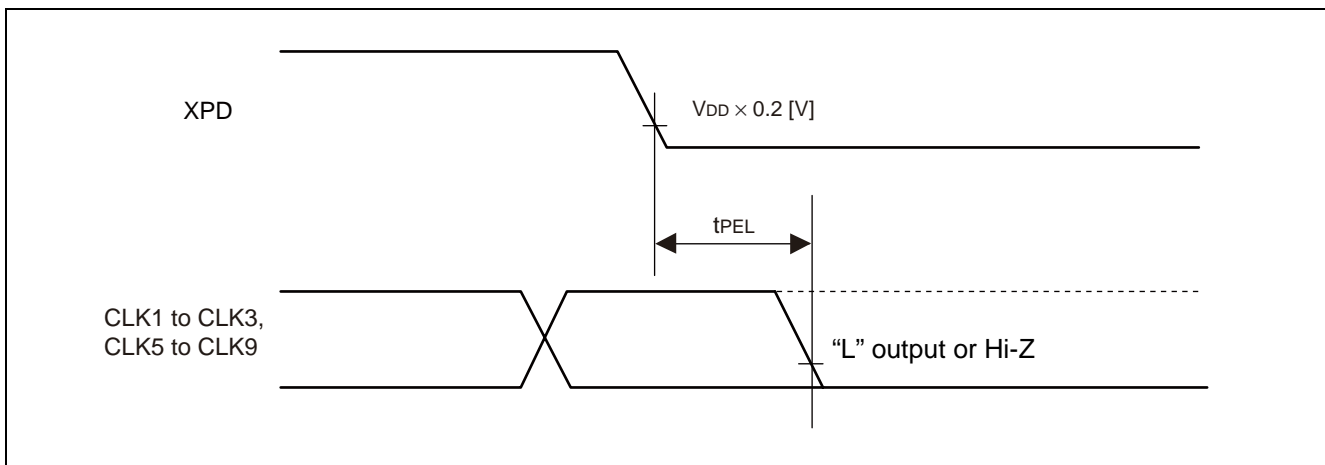 XPD
VDD × 0.2 [V]
tPEL
CLK1 to CLK3,
CLK5 to CLK9
“L” output or Hi-Z